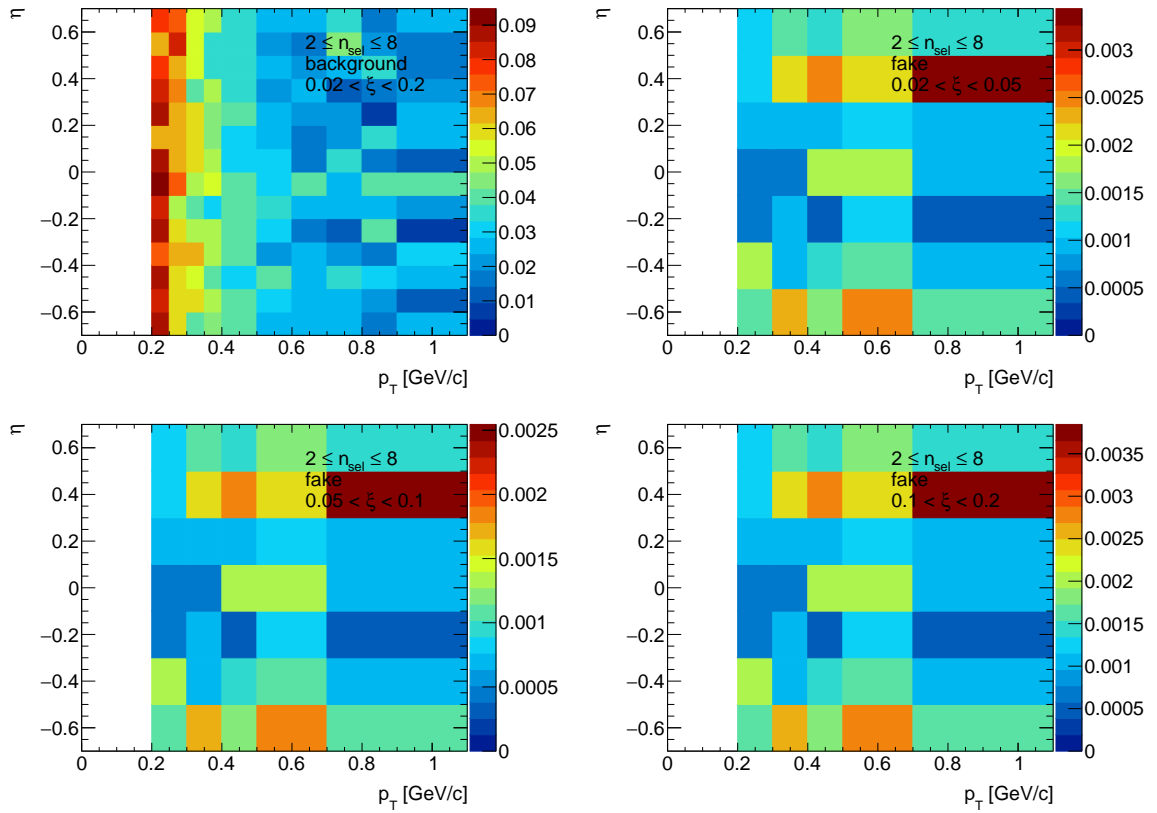 η
0.6
0.4
0.2
0
−0.2
−0.4
−0.6
0 0.2 0.4 0.6 0.8 1
p_T [GeV/c]
2 ≤ n_sel ≤ 8
background
0.02 < ξ < 0.2
0.09
0.08
0.07
0.06
0.05
0.04
0.03
0.02
0.01
0
η
0.6
0.4
0.2
0
−0.2
−0.4
−0.6
0 0.2 0.4 0.6 0.8 1
p_T [GeV/c]
2 ≤ n_sel ≤ 8
fake
0.02 < ξ < 0.05
0.003
0.0025
0.002
0.0015
0.001
0.0005
0
η
0.6
0.4
0.2
0
−0.2
−0.4
−0.6
0 0.2 0.4 0.6 0.8 1
p_T [GeV/c]
2 ≤ n_sel ≤ 8
fake
0.05 < ξ < 0.1
0.0025
0.002
0.0015
0.001
0.0005
0
η
0.6
0.4
0.2
0
−0.2
−0.4
−0.6
0 0.2 0.4 0.6 0.8 1
p_T [GeV/c]
2 ≤ n_sel ≤ 8
fake
0.1 < ξ < 0.2
0.0035
0.003
0.0025
0.002
0.0015
0.001
0.0005
0